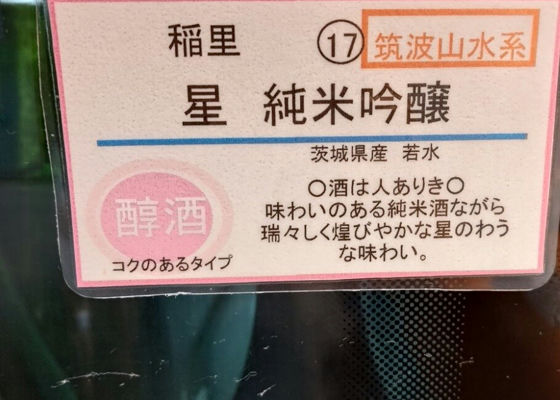 稲里 ⑰ 筑波山水系
星 純米吟醸
茨城県産 若水
醇酒
コクのあるタイプ
○酒は人ありき○
味わいのある純米酒ながら
瑞々しく煌びやかな星のわう
な味わい。